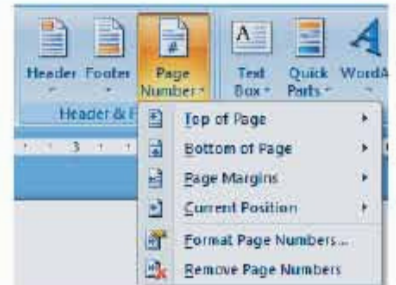 Header Footer Page Number Text Box Quick Parts WordA
Header & F
3
Top of Page
Bottom of Page
Page Margins
Current Position
Format Page Numbers...
Remove Page Numbers